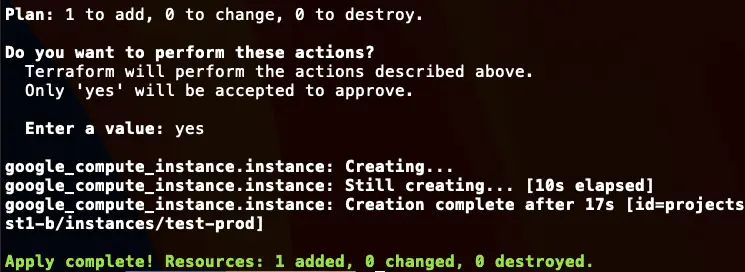 Plan: 1 to add, 0 to change, 0 to destroy.
Do you want to perform these actions?
Terraform will perform the actions described above.
Only 'yes' will be accepted to approve.
Enter a value: yes
google_compute_instance.instance: Creating...
google_compute_instance.instance: Still creating... [10s elapsed]
google_compute_instance.instance: Creation complete after 17s [id=projects
st1-b/instances/test-prod]
Apply complete! Resources: 1 added, 0 changed, 0 destroyed.